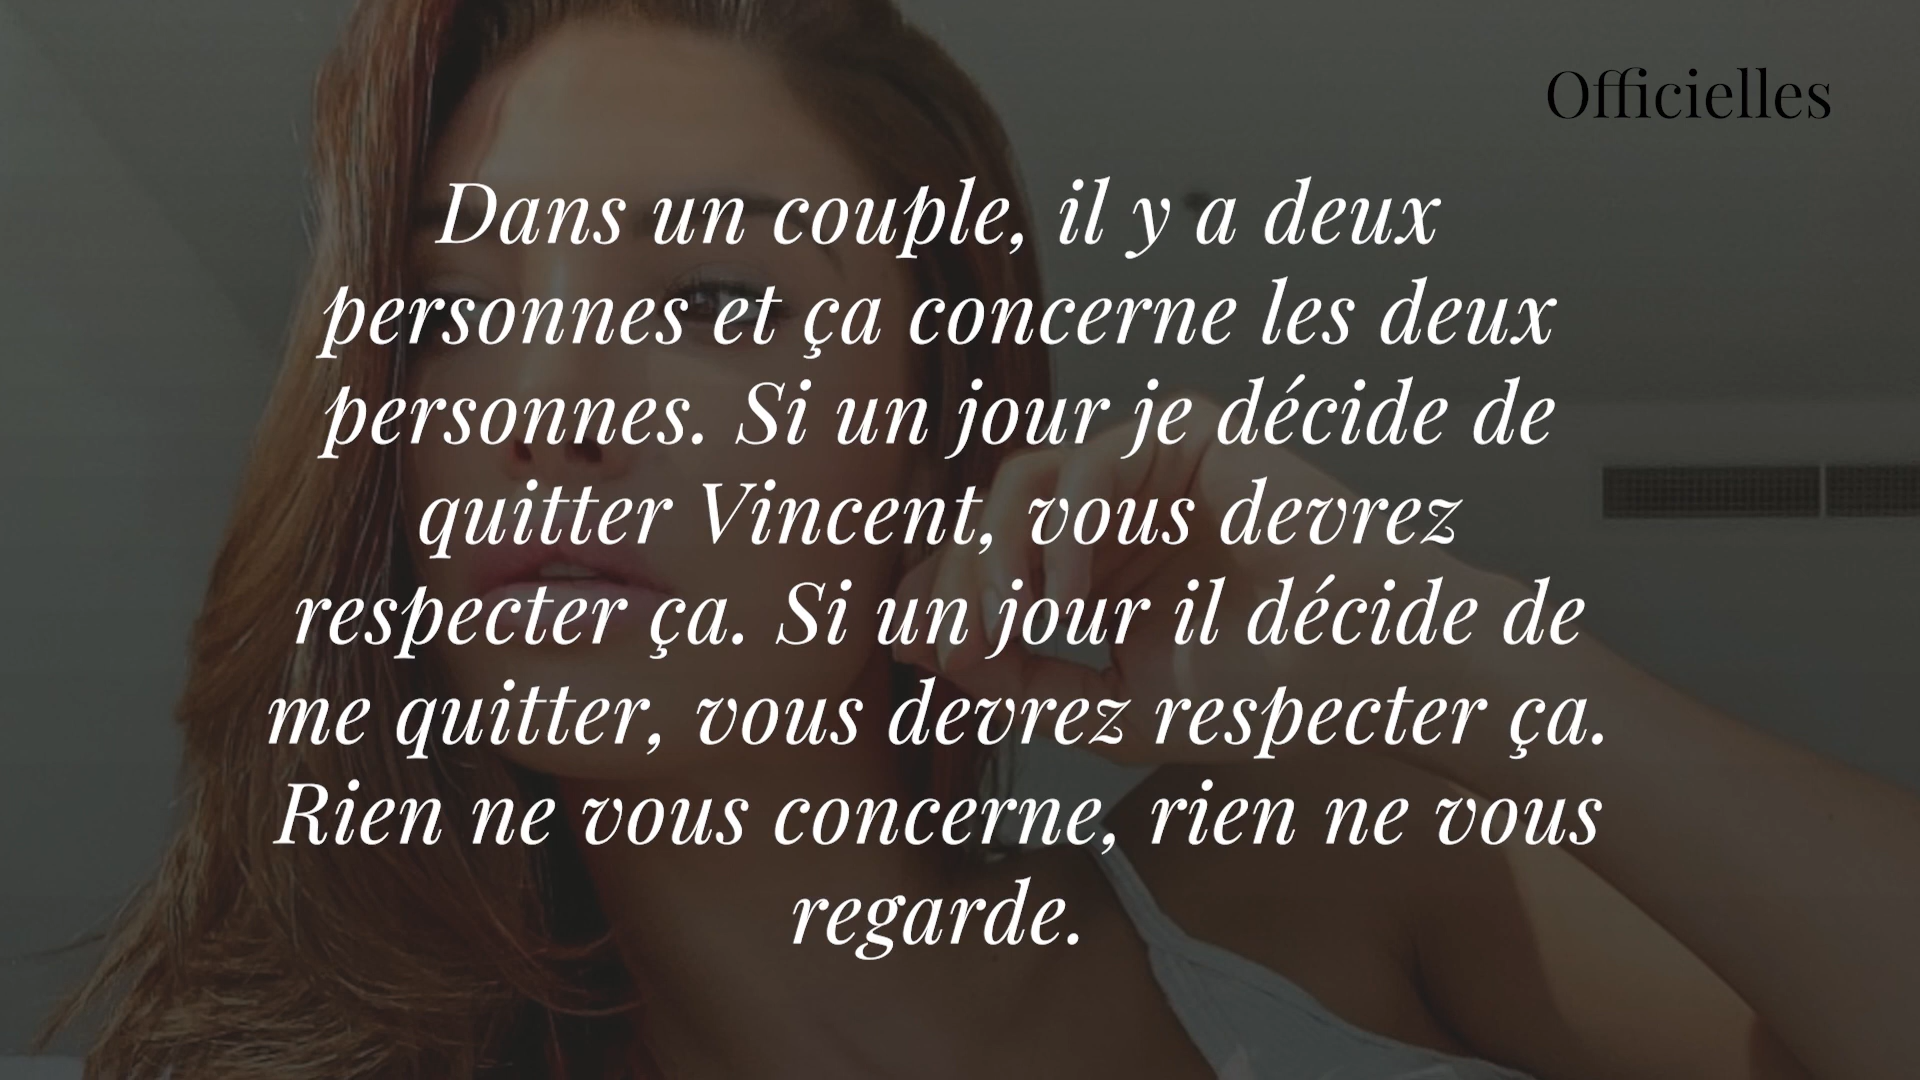 Officielles
Dans un couple, il y a deux
personnes et ça concerne les deux
personnes. Si un jour je décide de
quitter Vincent, vous devrez
respecter ça. Si un jour il décide de
me quitter, vous devrez respecter ça.
Rien ne vous concerne, rien ne vous
regarde.